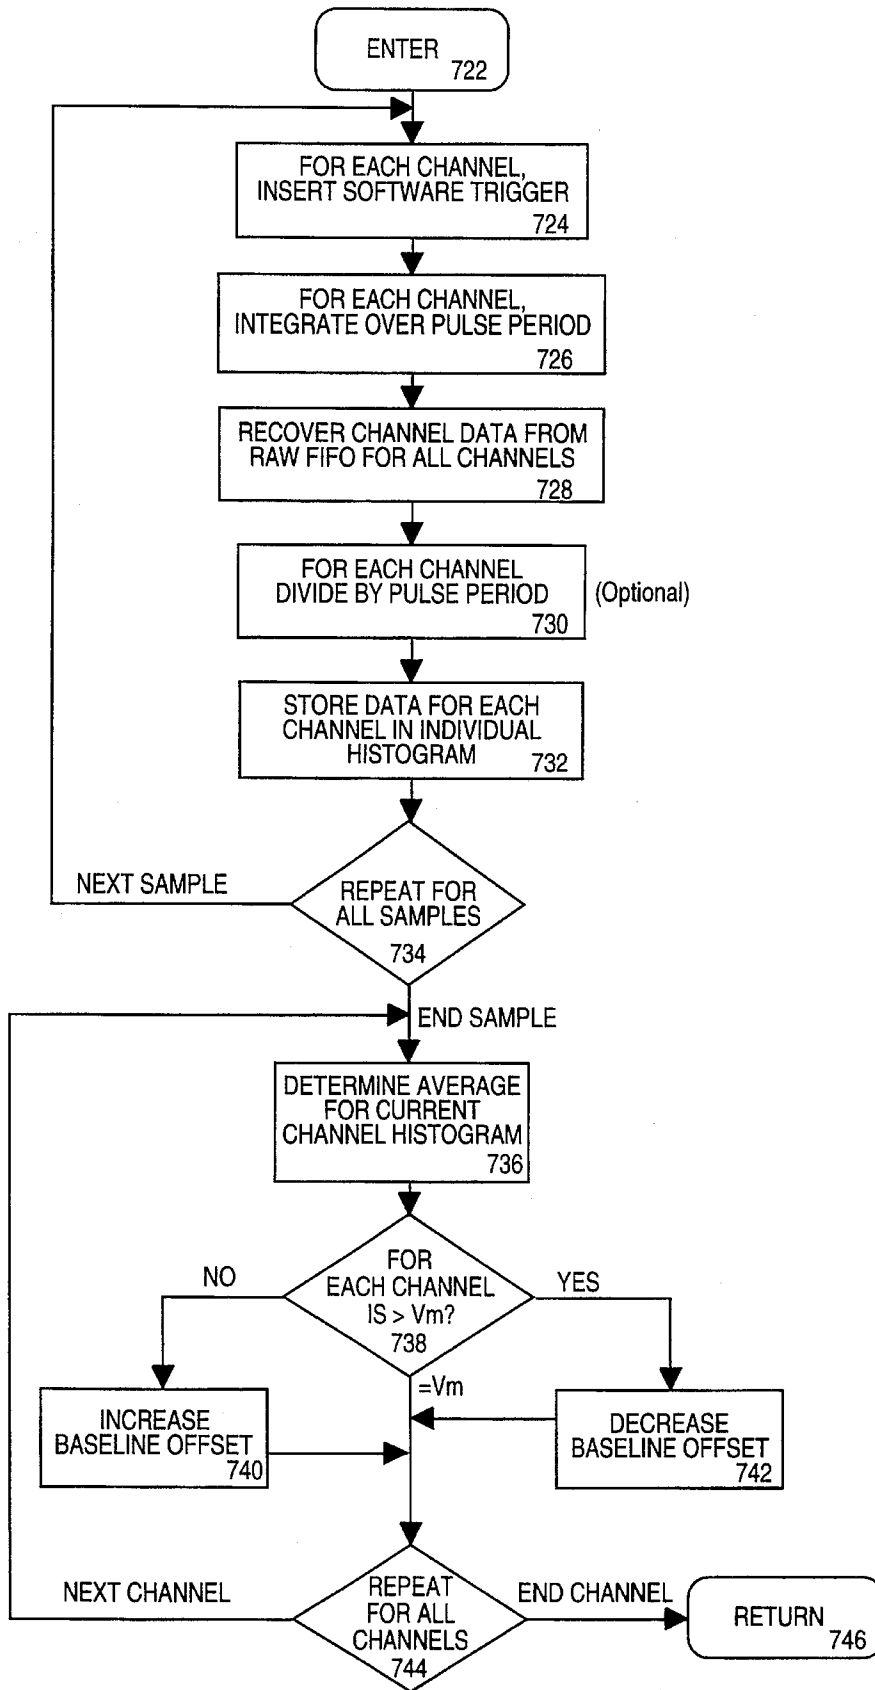 ENTER
722
FOR EACH CHANNEL,
INSERT SOFTWARE TRIGGER
724
FOR EACH CHANNEL,
INTEGRATE OVER PULSE PERIOD
726
RECOVER CHANNEL DATA FROM
RAW FIFO FOR ALL CHANNELS
728
FOR EACH CHANNEL
DIVIDE BY PULSE PERIOD
730
(Optional)
STORE DATA FOR EACH
CHANNEL IN INDIVIDUAL
HISTOGRAM
732
NEXT SAMPLE
REPEAT FOR
ALL SAMPLES
734
END SAMPLE
DETERMINE AVERAGE
FOR CURRENT
CHANNEL HISTOGRAM
736
NO
FOR
EACH CHANNEL
IS > Vm?
738
YES
=Vm
INCREASE
BASELINE OFFSET
740
DECREASE
BASELINE OFFSET
742
NEXT CHANNEL
REPEAT
FOR ALL
CHANNELS
744
END CHANNEL
RETURN
746